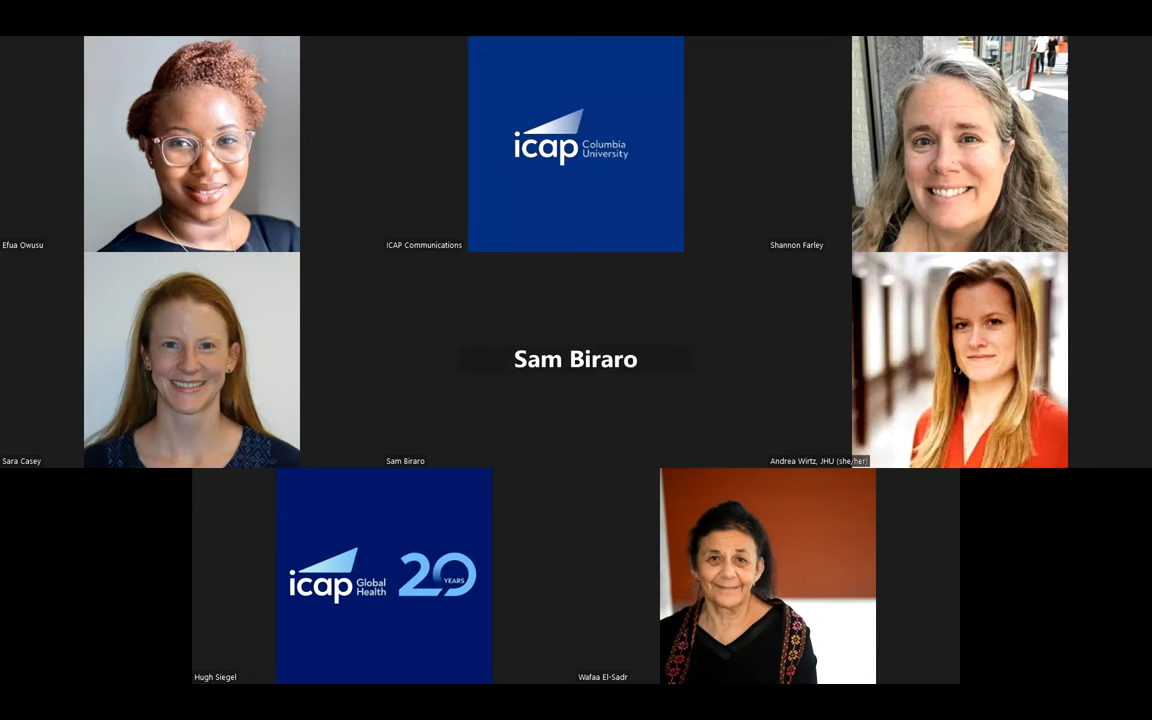 icap Columbia
University
Efua Owusu
ICAP Communications
Shannon Farley
Sam Biraro
Sara Casey
Sam Biraro
Andrea Wirtz, JHU (she/her)
icap Global
Health
20
YEARS
Hugh Siegel
Wafaa El-Sadr